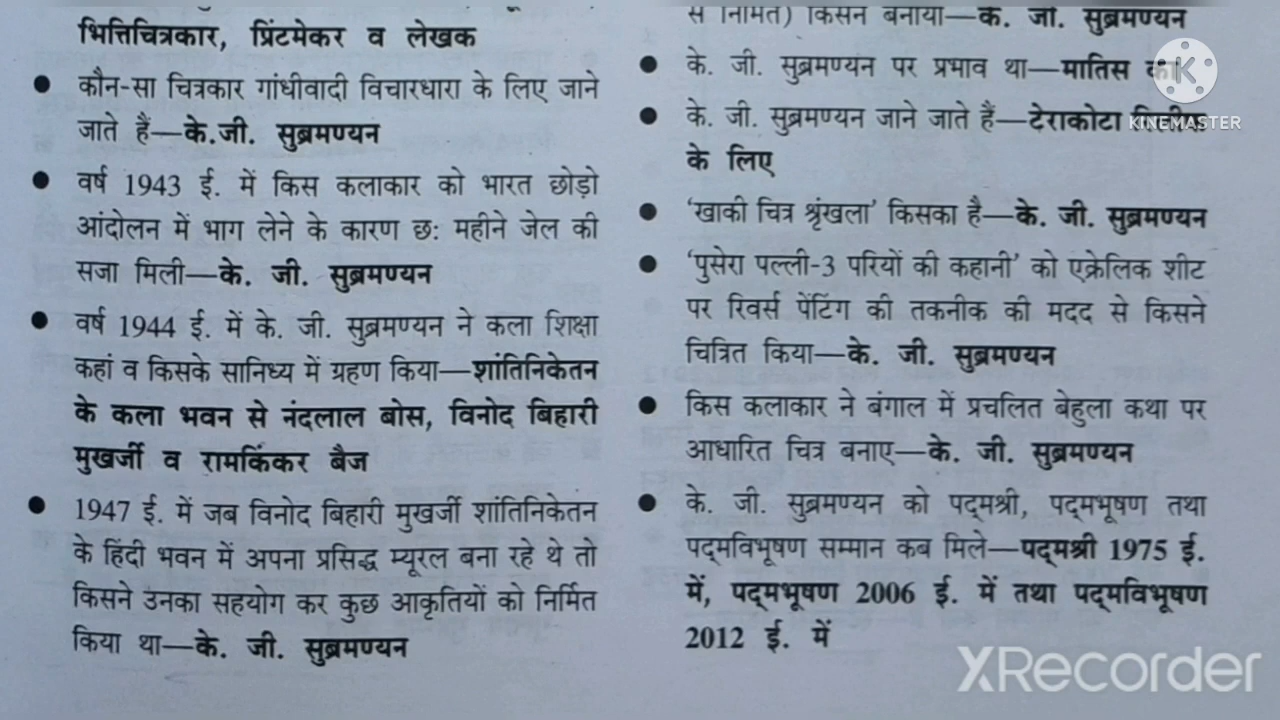 भित्तिचित्रकार, प्रिंटमेकर व लेखक
● कौन-सा चित्रकार गांधीवादी विचारधारा के लिए जाने
जाते हैं—के.जी. सुब्रमण्यन
● वर्ष 1943 ई. में किस कलाकार को भारत छोड़ो
आंदोलन में भाग लेने के कारण छः महीने जेल की
सजा मिली—के. जी. सुब्रमण्यन
● वर्ष 1944 ई. में के. जी. सुब्रमण्यन ने कला शिक्षा
कहां व किसके सानिध्य में ग्रहण किया—शांतिनिकेतन
के कला भवन से नंदलाल बोस, विनोद बिहारी
मुखर्जी व रामकिंकर बैज
● 1947 ई. में जब विनोद बिहारी मुखर्जी शांतिनिकेतन
के हिंदी भवन में अपना प्रसिद्ध म्यूरल बना रहे थे तो
किसने उनका सहयोग कर कुछ आकृतियों को निर्मित
किया था—के. जी. सुब्रमण्यन
से निर्मित) किसने बनाया—के. जी. सुब्रमण्यन
● के. जी. सुब्रमण्यन पर प्रभाव था—मातिस का
● के. जी. सुब्रमण्यन जाने जाते हैं—टेराकोटा
के लिए
● 'खाकी चित्र श्रृंखला' किसका है—के. जी. सुब्रमण्यन
● 'पुसेरा पल्ली-3 परियों की कहानी' को एक्रेलिक शीट
पर रिवर्स पेंटिंग की तकनीक की मदद से किसने
चित्रित किया—के. जी. सुब्रमण्यन
● किस कलाकार ने बंगाल में प्रचलित बेहुला कथा पर
आधारित चित्र बनाए—के. जी. सुब्रमण्यन
● के. जी. सुब्रमण्यन को पद्मश्री, पद्मभूषण तथा
पद्मविभूषण सम्मान कब मिले—पद्मश्री 1975 ई.
में, पद्मभूषण 2006 ई. में तथा पद्मविभूषण
2012 ई. में
K
KINEMASTER
XRecorder